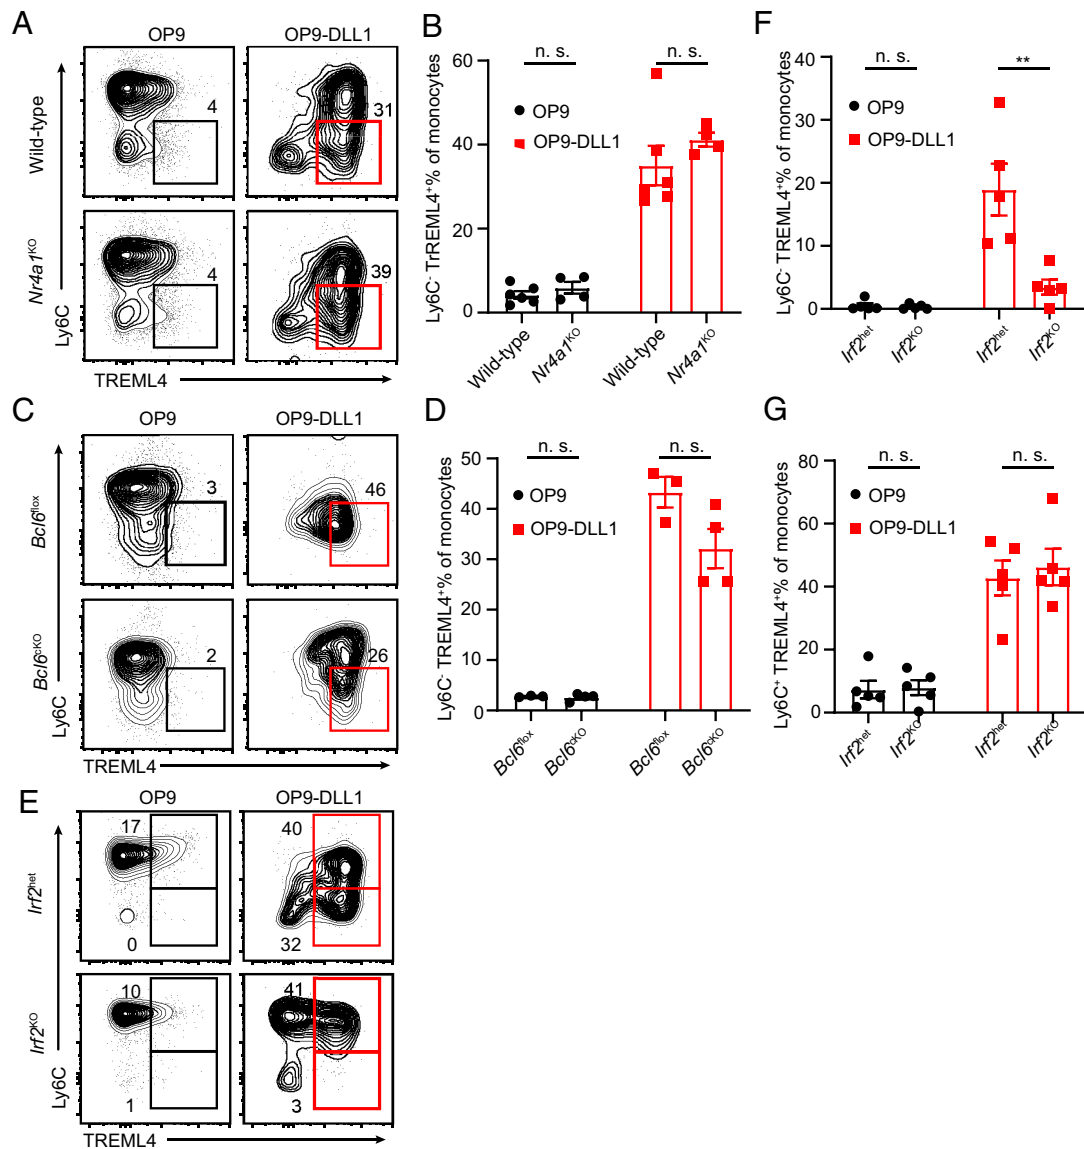 A
OP9
OP9-DLL1
Wild-type
4
31
Nr4a1ᴷᴼ
4
39
Ly6C
TREML4
B
Ly6C⁻ TREML4⁺% of monocytes
n. s.
n. s.
60
40
20
0
OP9
OP9-DLL1
Wild-type
Nr4a1ᴷᴼ
Wild-type
Nr4a1ᴷᴼ
F
Ly6C⁻ TREML4⁺% of monocytes
n. s.
**
40
30
20
10
0
OP9
OP9-DLL1
Irf2ʰᵉᵗ
Irf2ᴷᴼ
Irf2ʰᵉᵗ
Irf2ᴷᴼ
C
OP9
OP9-DLL1
Bcl6ᶠˡᵒˣ
3
46
Bcl6ᶜᴷᴼ
2
26
Ly6C
TREML4
D
Ly6C⁻ TREML4⁺% of monocytes
n. s.
n. s.
50
40
30
20
10
0
OP9
OP9-DLL1
Bcl6ᶠˡᵒˣ
Bcl6ᶜᴷᴼ
Bcl6ᶠˡᵒˣ
Bcl6ᶜᴷᴼ
G
Ly6C⁺ TREML4⁺% of monocytes
n. s.
n. s.
80
60
40
20
0
OP9
OP9-DLL1
Irf2ʰᵉᵗ
Irf2ᴷᴼ
Irf2ʰᵉᵗ
Irf2ᴷᴼ
E
OP9
OP9-DLL1
Irf2ʰᵉᵗ
17
0
40
32
Irf2ᴷᴼ
10
1
41
3
Ly6C
TREML4